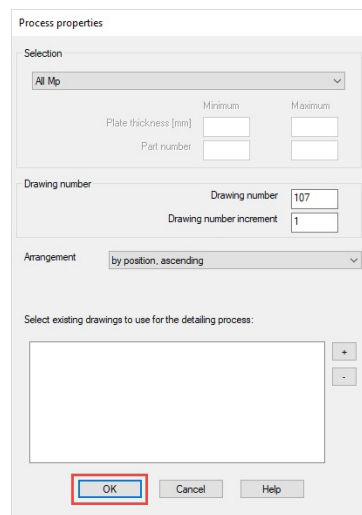 Process properties
Selection
All Mp
Minimum Maximum
Plate thickness [mm]
Part number
Drawing number
Drawing number 107
Drawing number increment 1
Arrangement by position, ascending
Select existing drawings to use for the detailing process:
+
-
OK Cancel Help